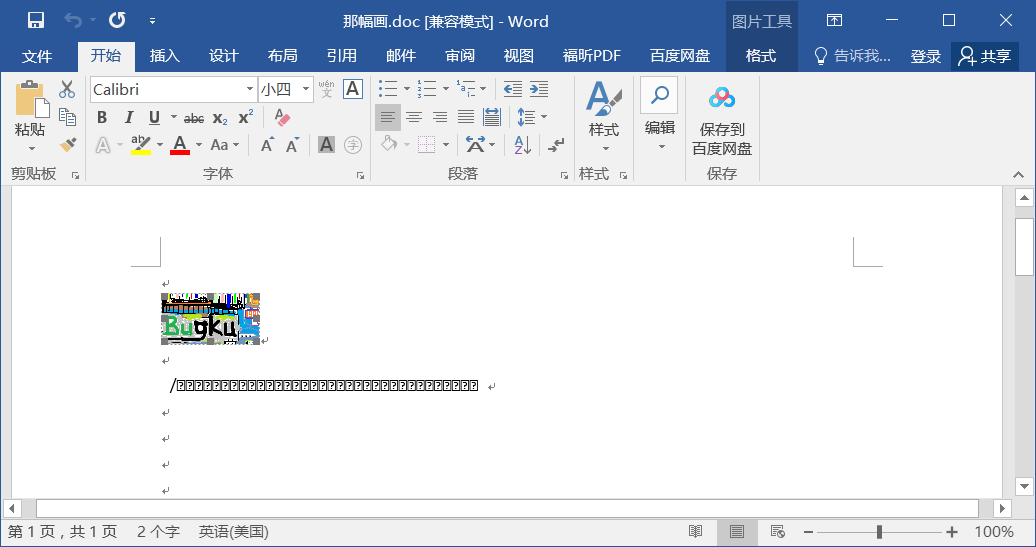 那幅画.doc [兼容模式] - Word
图片工具
文件 开始 插入 设计 布局 引用 邮件 审阅 视图 福昕PDF 百度网盘 格式 告诉我... 登录 共享
Calibri 小四 wén A
粘贴 B I U abc x₂ x² 样式 编辑 保存到
A ab A Aa A A A 字 文 A Z 百度网盘
剪贴板 字体 段落 样式 保存
Bugku
/
第 1 页，共 1 页 2 个字 英语(美国) 100%